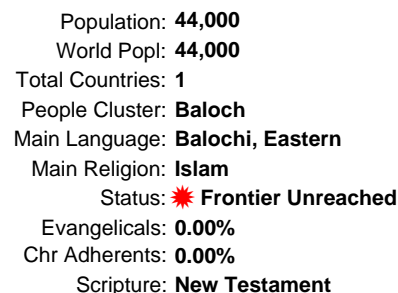 Population: 44,000
World Popl: 44,000
Total Countries: 1
People Cluster: Baloch
Main Language: Balochi, Eastern
Main Religion: Islam
Status: Frontier Unreached
Evangelicals: 0.00%
Chr Adherents: 0.00%
Scripture: New Testament